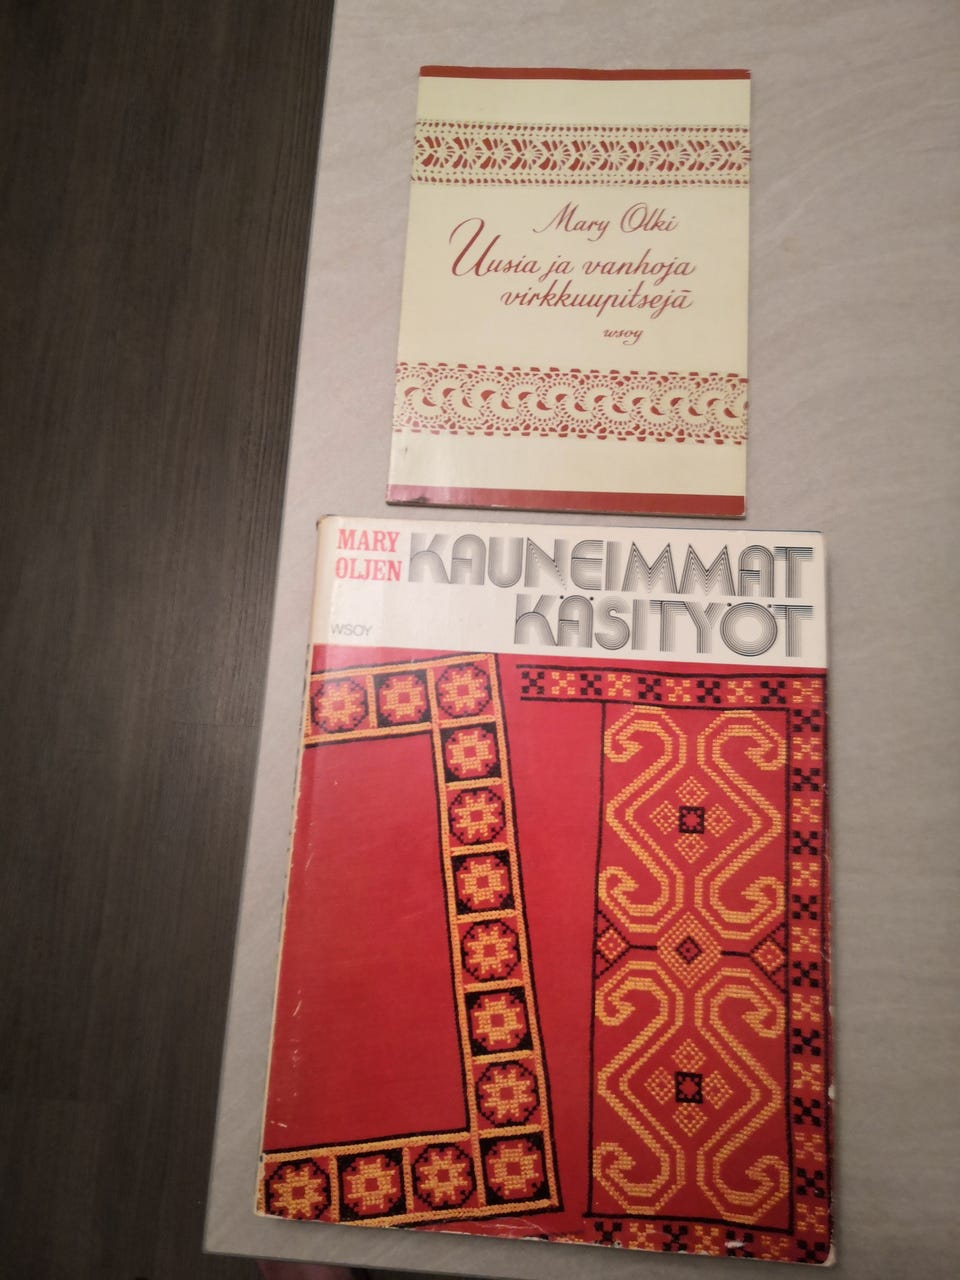 Mary Olki
Uusia ja vanhoja
virkkuupitsejä
wsoy
MARY
OLJEN
KAUNEIMMAT
KÄSITYÖT
WSOY